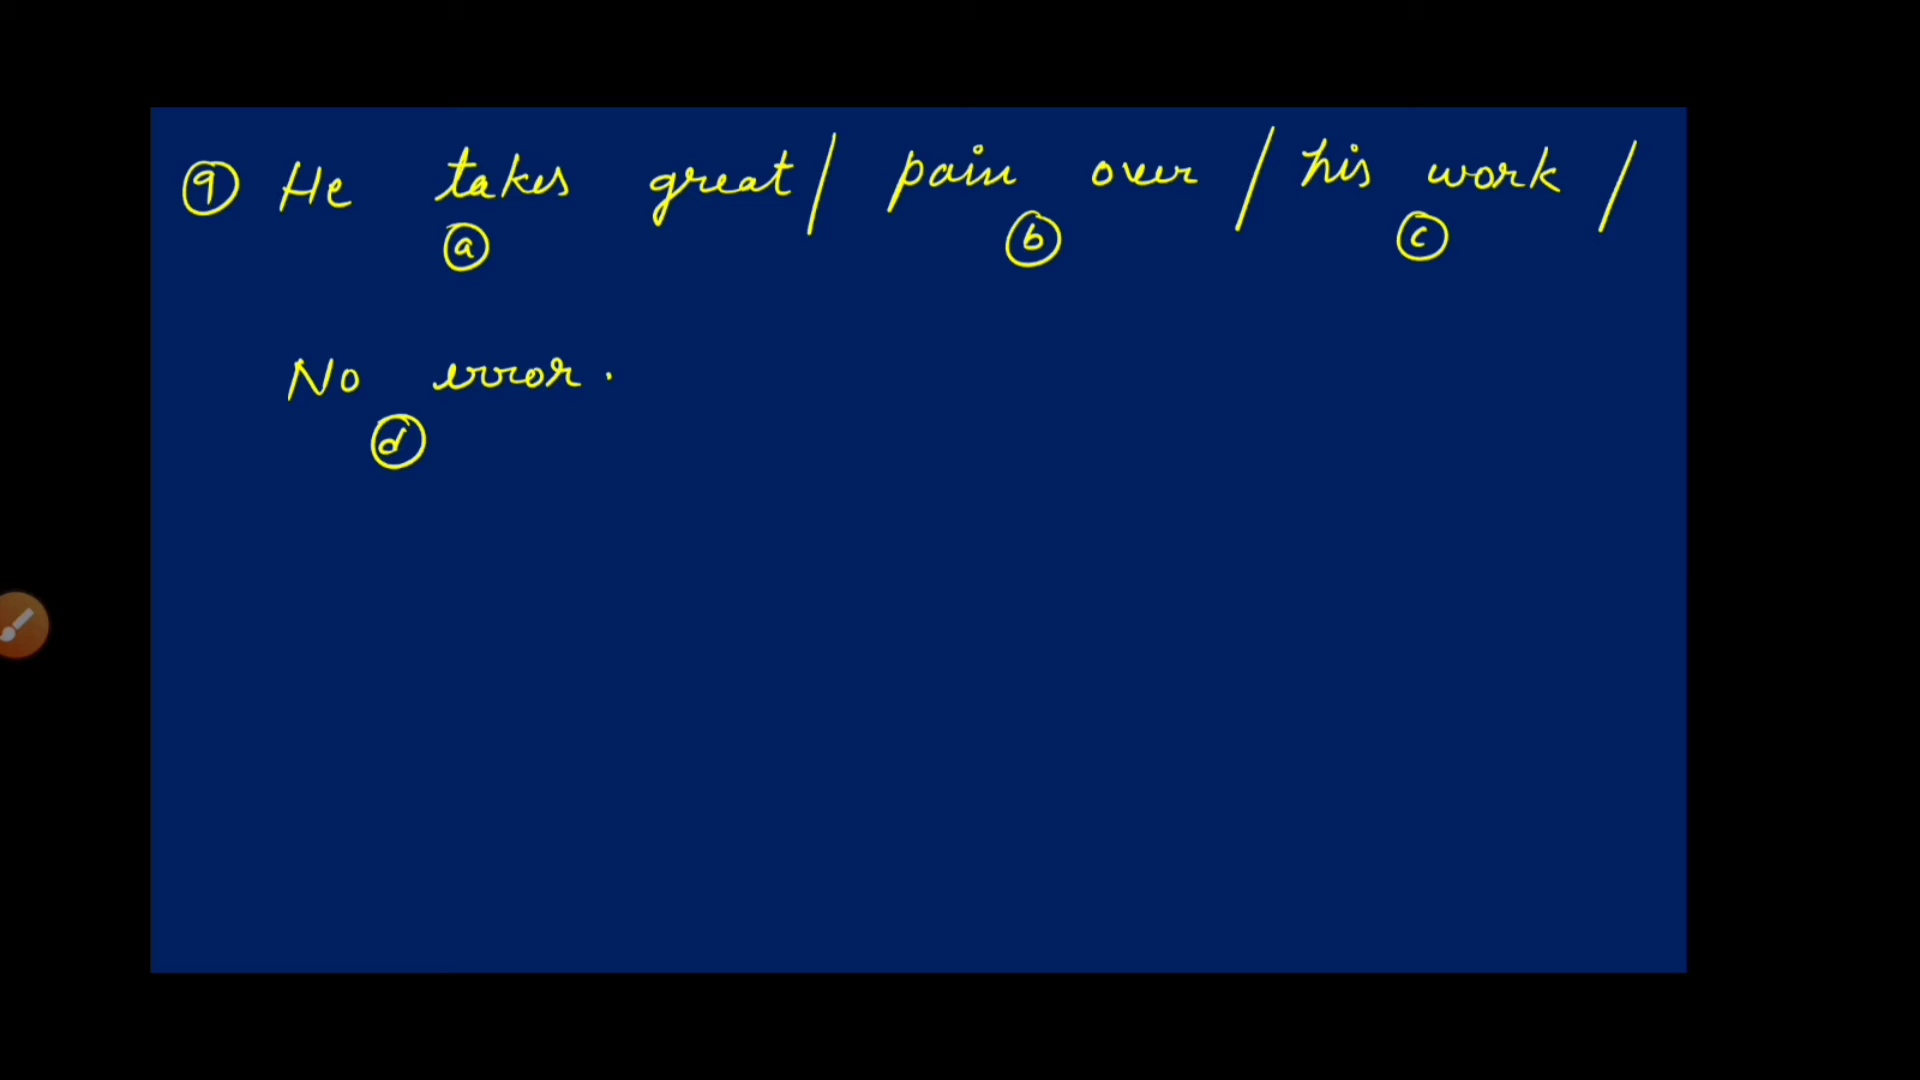 9 He takes great/ pain over / his work /
a b c
No error.
d